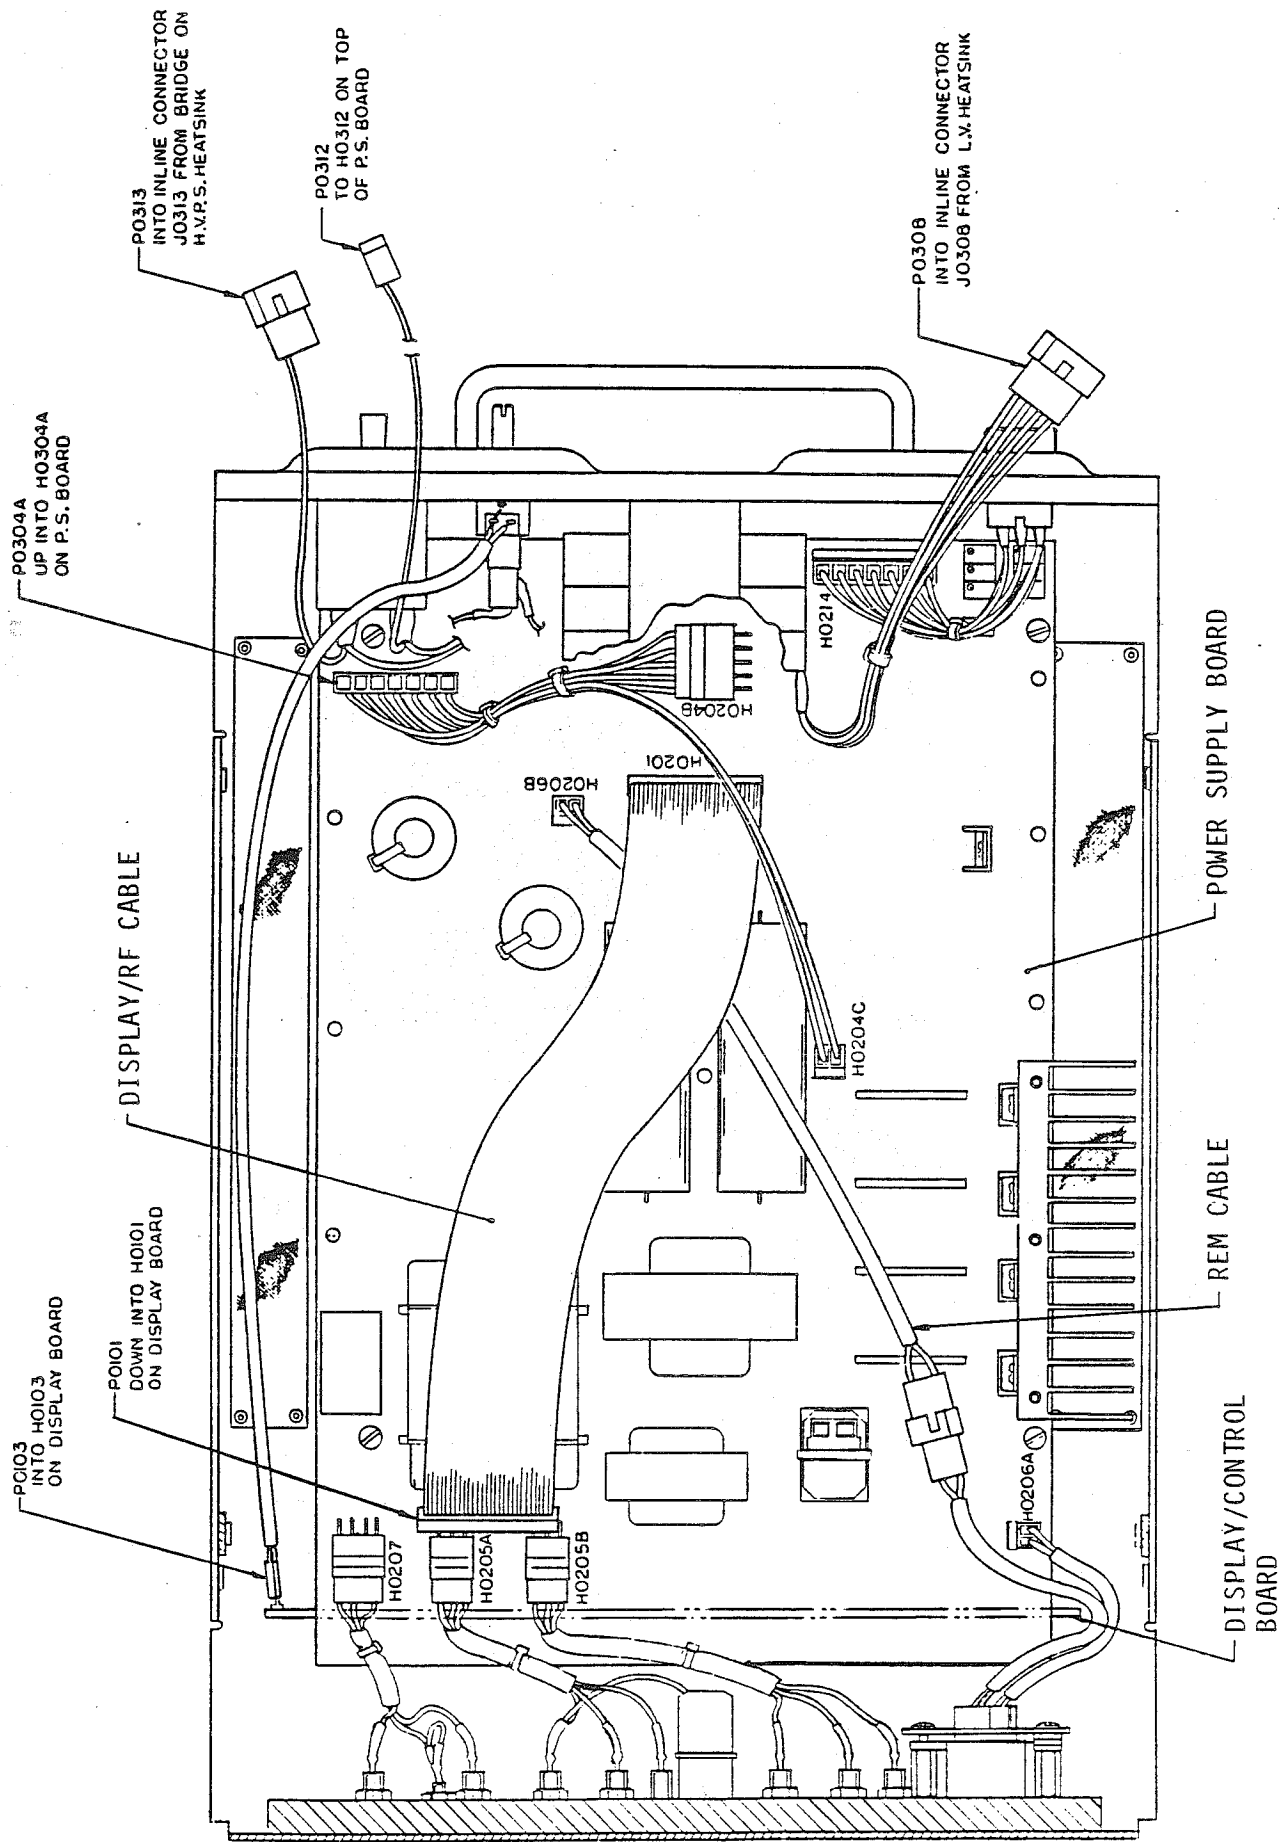 P0313
INTO INLINE CONNECTOR
J0313 FROM BRIDGE ON
H.V.P.S. HEATSINK
P0312
TO H0312 ON TOP
OF P.S. BOARD
P0308
INTO INLINE CONNECTOR
J0308 FROM L.V. HEATSINK
P0304A
UP INTO H0304A
ON P.S. BOARD
H0214
H0204B
H0201
H0206B
H0204C
DISPLAY/RF CABLE
POWER SUPPLY BOARD
P0103
INTO H0103
ON DISPLAY BOARD
P0101
DOWN INTO H0101
ON DISPLAY BOARD
REM CABLE
H0207
H0205A
H0205B
H0206A
DISPLAY/CONTROL
BOARD